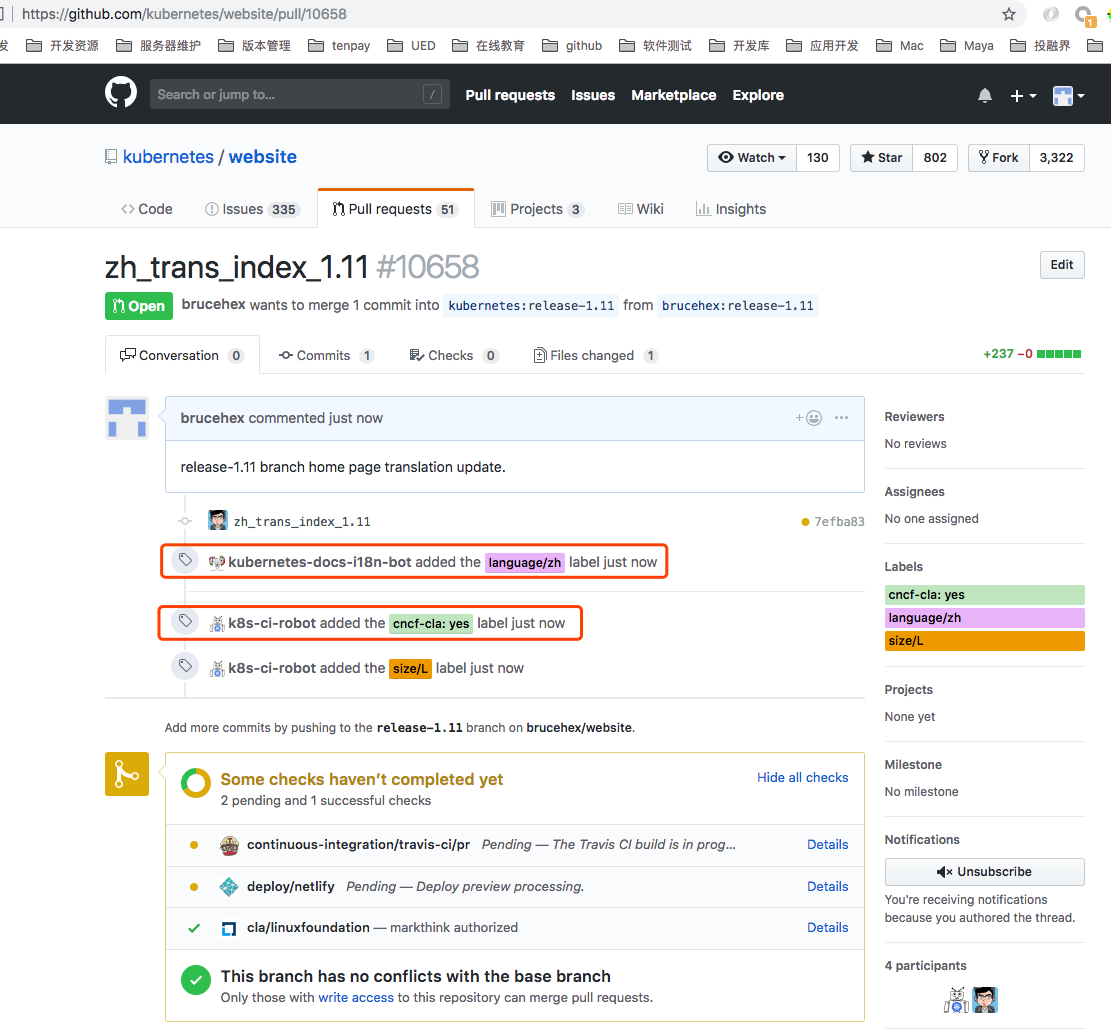 https://github.com/kubernetes/website/pull/10658
发 开发资源 服务器维护 版本管理 tenpay UED 在线教育 github 软件测试 开发库 应用开发 Mac Maya 投融界
Search or jump to... / Pull requests Issues Marketplace Explore
kubernetes / website Watch 130 Star 802 Fork 3,322
Code Issues 335 Pull requests 51 Projects 3 Wiki Insights
zh_trans_index_1.11 #10658 Edit
Open brucehex wants to merge 1 commit into kubernetes:release-1.11 from brucehex:release-1.11
Conversation 0 Commits 1 Checks 0 Files changed 1 +237 −0
brucehex commented just now
release-1.11 branch home page translation update.
zh_trans_index_1.11 7efba83
kubernetes-docs-i18n-bot added the language/zh label just now
k8s-ci-robot added the cncf-cla: yes label just now
k8s-ci-robot added the size/L label just now
Add more commits by pushing to the release-1.11 branch on brucehex/website.
Some checks haven't completed yet Hide all checks
2 pending and 1 successful checks
continuous-integration/travis-ci/pr Pending — The Travis CI build is in prog... Details
deploy/netlify Pending — Deploy preview processing. Details
cla/linuxfoundation — markthink authorized Details
This branch has no conflicts with the base branch
Only those with write access to this repository can merge pull requests.
Reviewers
No reviews
Assignees
No one assigned
Labels
cncf-cla: yes
language/zh
size/L
Projects
None yet
Milestone
No milestone
Notifications
Unsubscribe
You're receiving notifications
because you authored the thread.
4 participants